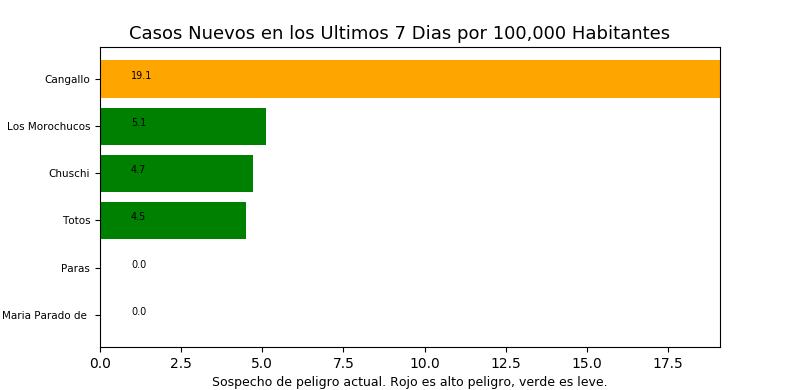 Casos Nuevos en los Ultimos 7 Dias por 100,000 Habitantes
Cangallo 19.1
Los Morochucos 5.1
Chuschi 4.7
Totos 4.5
Paras 0.0
Maria Parado de 0.0
0.0 2.5 5.0 7.5 10.0 12.5 15.0 17.5
Sospecho de peligro actual. Rojo es alto peligro, verde es leve.